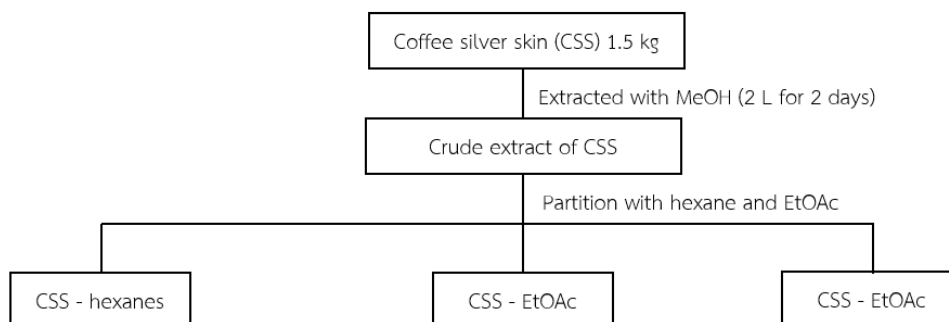 Coffee silver skin (CSS) 1.5 kg
Extracted with MeOH (2 L for 2 days)
Crude extract of CSS
Partition with hexane and EtOAc
CSS - hexanes
CSS - EtOAc
CSS - EtOAc